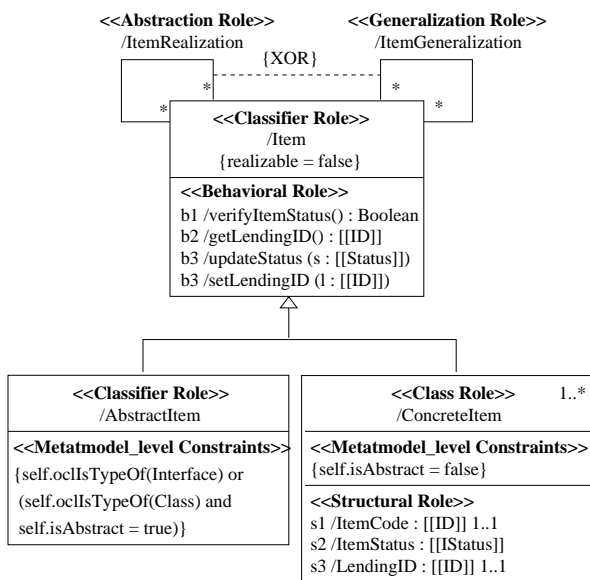 <<Abstraction Role>>
/ItemRealization
<<Generalization Role>>
/ItemGeneralization
{XOR}
*
*
*
*
<<Classifier Role>>
/Item
{realizable = false}
<<Behavioral Role>>
b1 /verifyItemStatus() : Boolean
b2 /getLendingID() : [[ID]]
b3 /updateStatus (s : [[Status]])
b3 /setLendingID (l : [[ID]])
<<Classifier Role>>
/AbstractItem
<<Metatmodel_level Constraints>>
{self.oclIsTypeOf(Interface) or
(self.oclIsTypeOf(Class) and
self.isAbstract = true)}
<<Class Role>> 1..*
/ConcreteItem
<<Metatmodel_level Constraints>>
{self.isAbstract = false}
<<Structural Role>>
s1 /ItemCode : [[ID]] 1..1
s2 /ItemStatus : [[IStatus]]
s3 /LendingID : [[ID]] 1..1